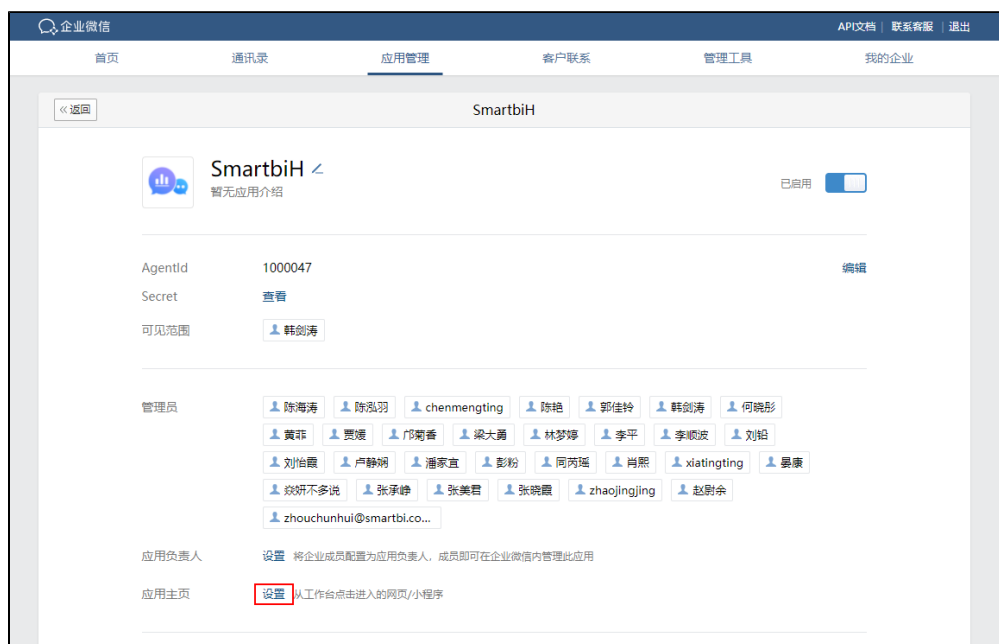 企业微信 API文档 | 联系客服 | 退出
首页 通讯录 应用管理 客户联系 管理工具 我的企业
«返回 SmartbiH
SmartbiH
暂无应用介绍 已启用
AgentId 1000047 编辑
Secret 查看
可见范围 韩剑涛
管理员 陈海涛 陈泓羽 chenmengting 陈艳 郭佳铃 韩剑涛 何晓彤
黄菲 贾媛 邝菊香 梁大勇 林梦婷 李平 李顺波 刘铅
刘怡霞 卢静娴 潘家宜 彭粉 同芮瑶 肖熙 xiatingting 晏康
焱妍不多说 张承峥 张美君 张晓霞 zhaojingjing 赵尉余
zhouchunhui@smartbi.co...
应用负责人 设置 将企业成员配置为应用负责人，成员即可在企业微信内管理此应用
应用主页 设置 从工作台点击进入的网页/小程序